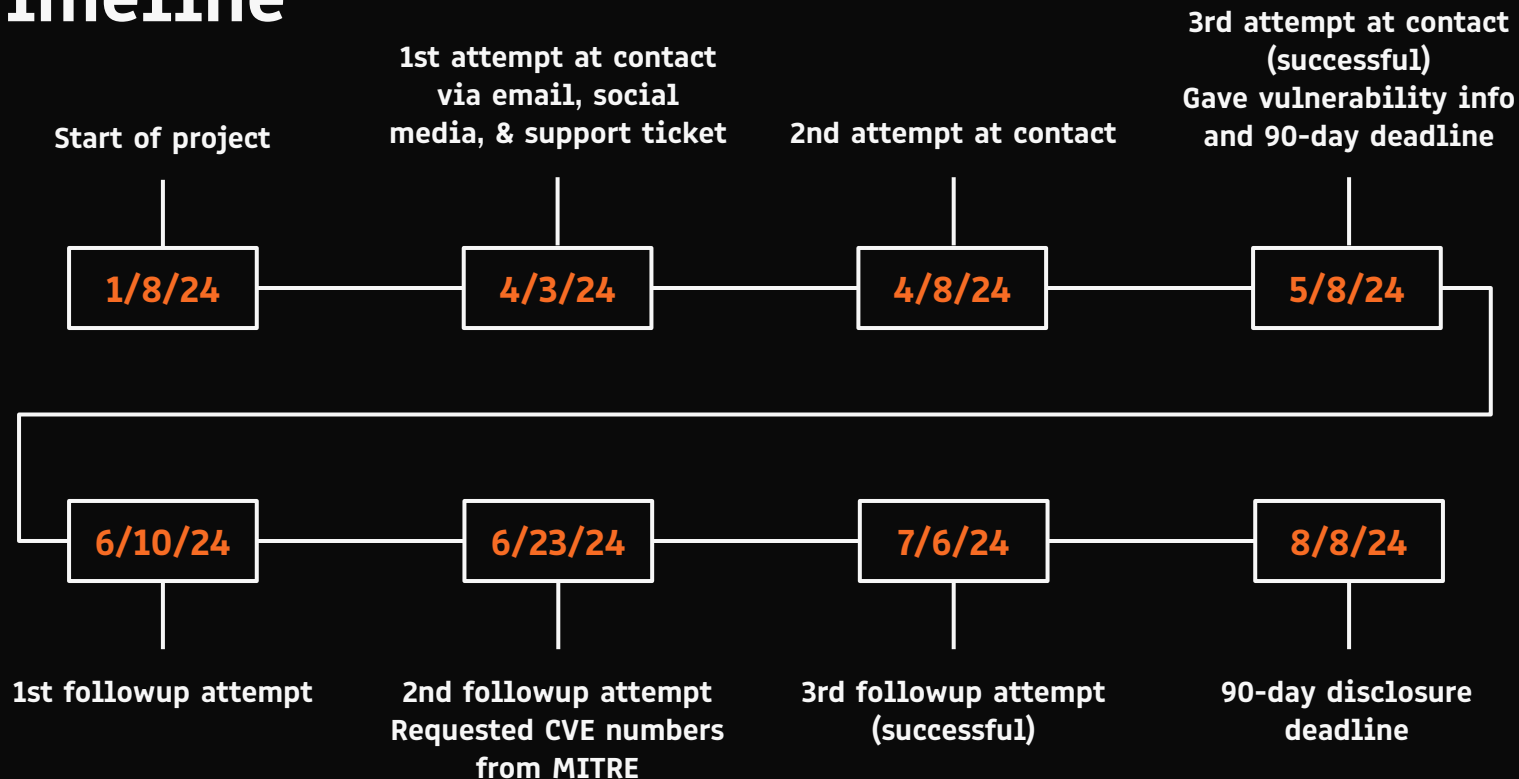 Timeline
Start of project
1/8/24
1st attempt at contact
via email, social
media, & support ticket
4/3/24
2nd attempt at contact
4/8/24
3rd attempt at contact
(successful)
Gave vulnerability info
and 90-day deadline
5/8/24
6/10/24
1st followup attempt
6/23/24
2nd followup attempt
Requested CVE numbers
from MITRE
7/6/24
3rd followup attempt
(successful)
8/8/24
90-day disclosure
deadline